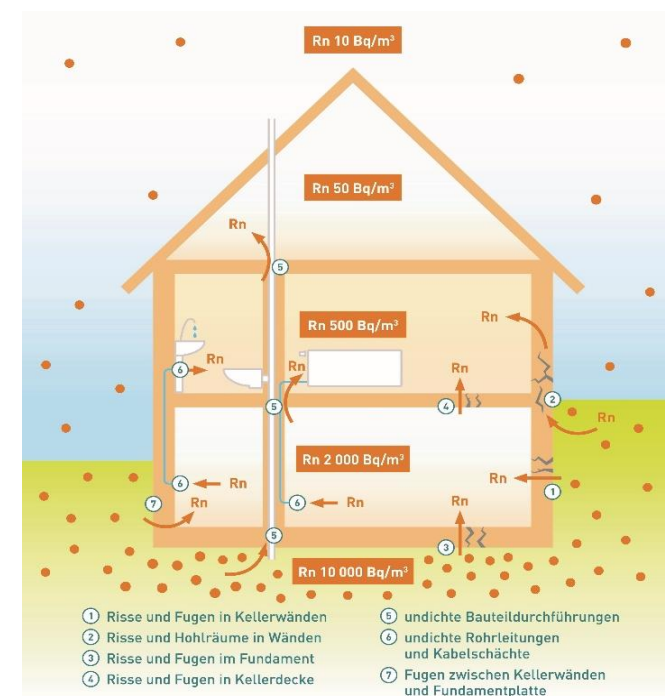 Rn 10 Bq/m³
Rn 50 Bq/m³
Rn
5
Rn 500 Bq/m³
Rn
6
Rn
Rn
4
2
5
Rn
Rn 2 000 Bq/m³
Rn
1
6
Rn
6
Rn
7
Rn
Rn
Rn
5
3
Rn 10 000 Bq/m³
1 Risse und Fugen in Kellerwänden
2 Risse und Hohlräume in Wänden
3 Risse und Fugen im Fundament
4 Risse und Fugen in Kellerdecke
5 undichte Bauteildurchführungen
6 undichte Rohrleitungen
und Kabelschächte
7 Fugen zwischen Kellerwänden
und Fundamentplatte